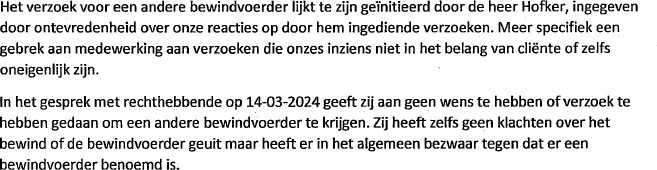 Het verzoek voor een andere bewindvoerder lijkt te zijn geïnitieerd door de heer Hofker, ingegeven
door ontevredenheid over onze reacties op door hem ingediende verzoeken. Meer specifiek een
gebrek aan medewerking aan verzoeken die onzes inziens niet in het belang van cliënte of zelfs
oneigenlijk zijn.
In het gesprek met rechthebbende op 14-03-2024 geeft zij aan geen wens te hebben of verzoek te
hebben gedaan om een andere bewindvoerder te krijgen. Zij heeft zelfs geen klachten over het
bewind of de bewindvoerder geuit maar heeft er in het algemeen bezwaar tegen dat er een
bewindvoerder benoemd is.